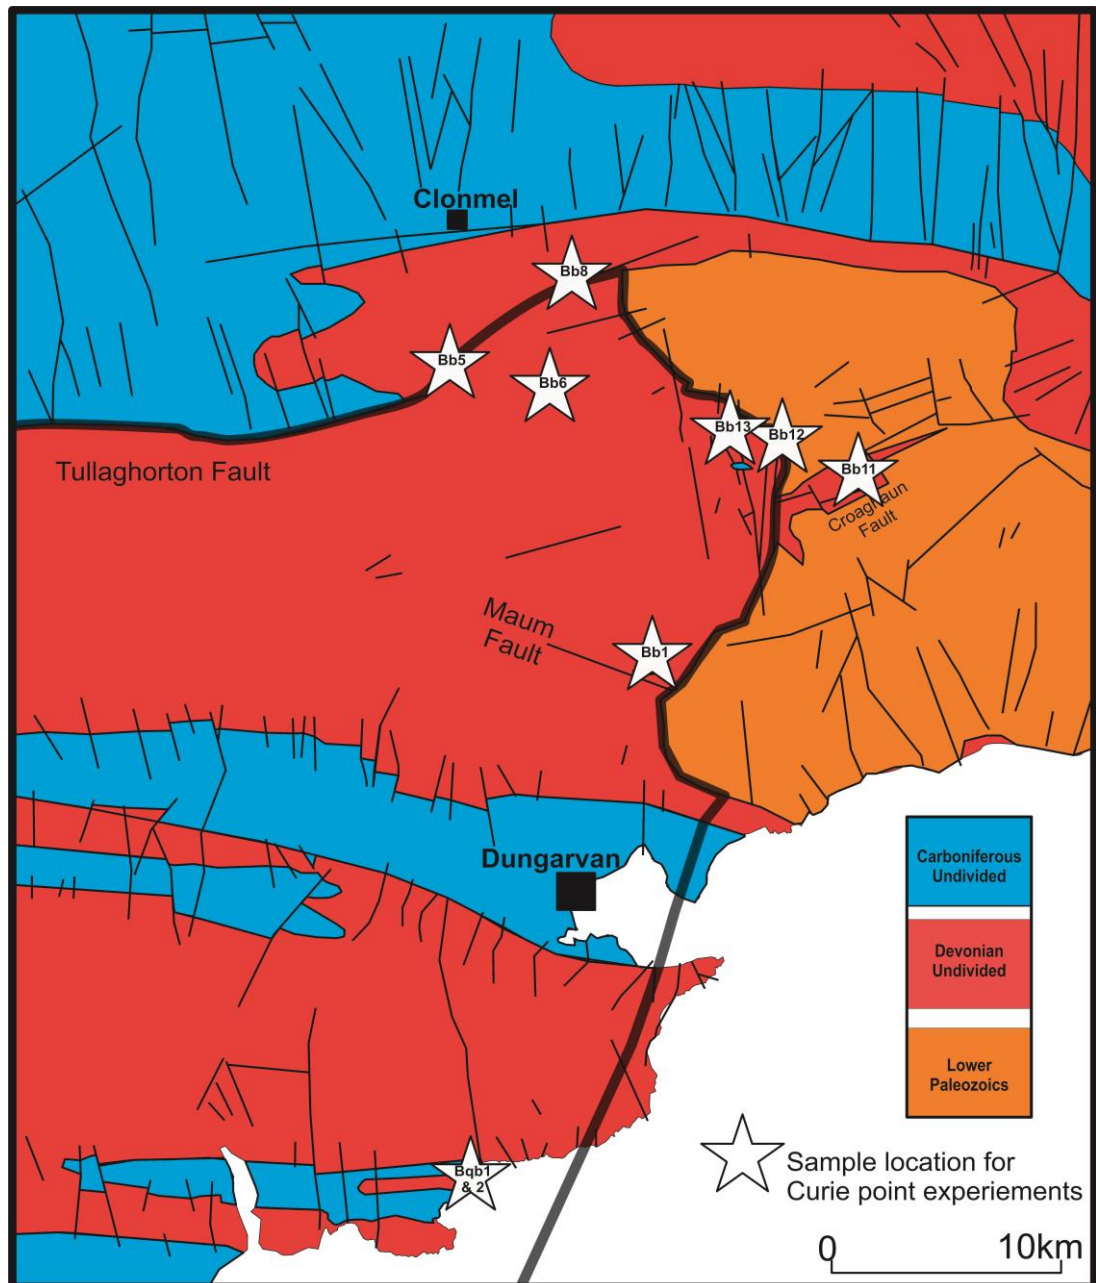 Clonmel
Bb8
Bb5
Bb6
Bb13
Bb12
Bb11
Tullaghorton Fault
Croaghaun
Fault
Maum
Fault
Bb1
Dungarvan
Carboniferous
Undivided
Devonian
Undivided
Lower
Paleozoics
Bqb1
& 2
Sample location for
Curie point experiements
0
10km